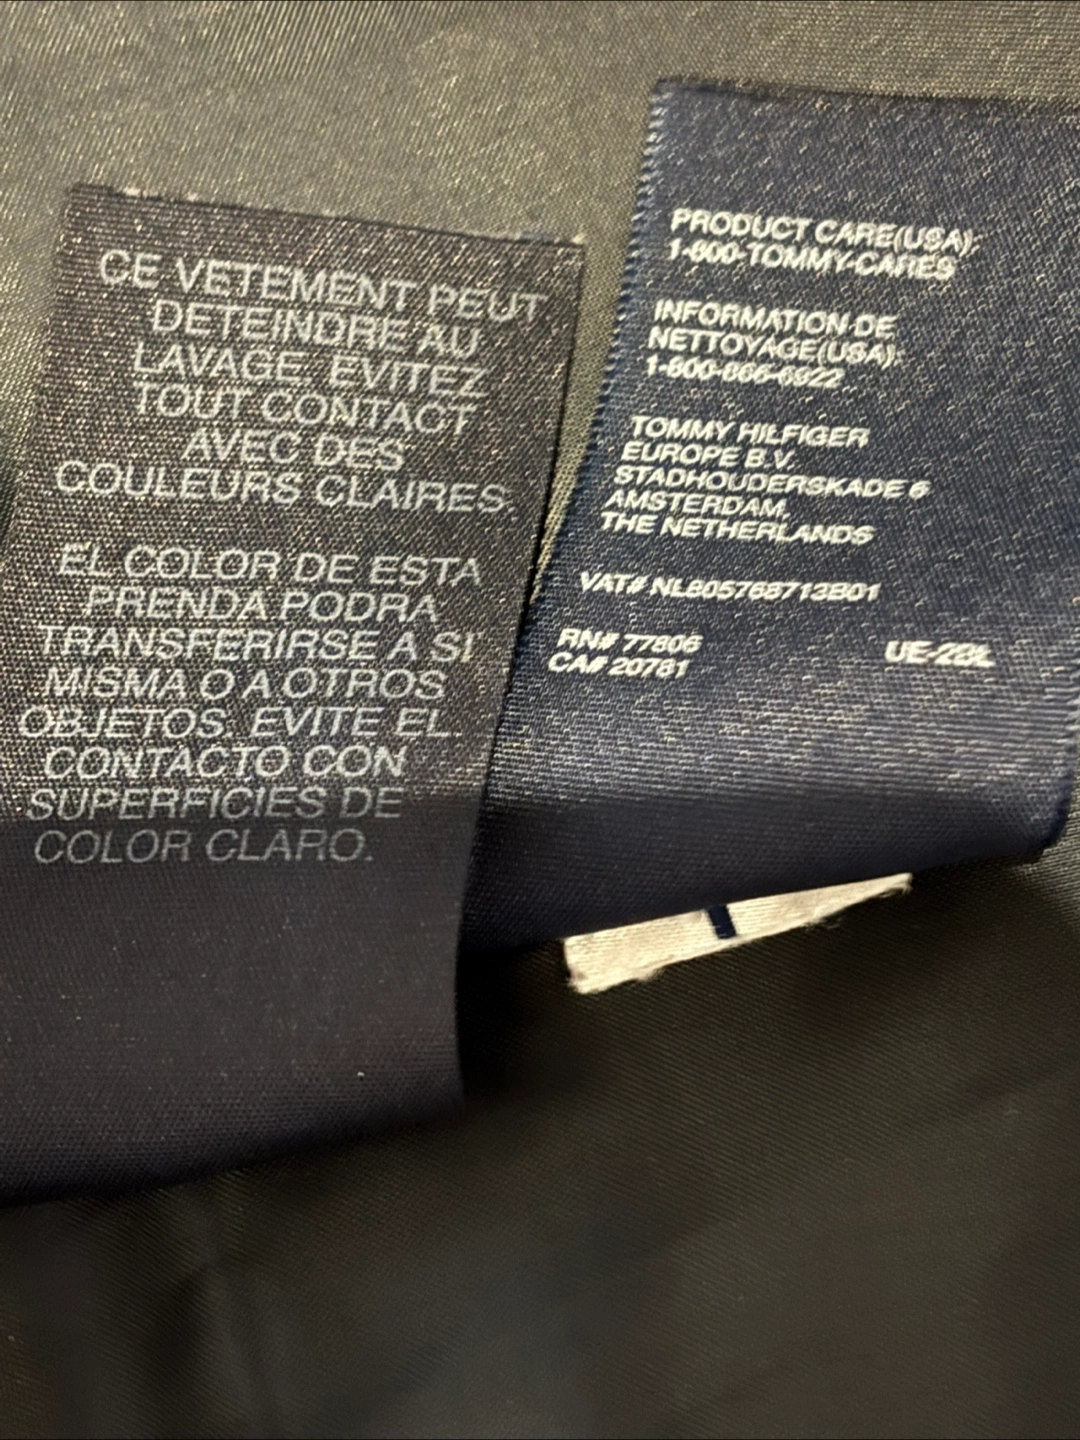 CE VETEMENT PEUT
DETEINDRE AU
LAVAGE. EVITEZ
TOUT CONTACT
AVEC DES
COULEURS CLAIRES.
EL COLOR DE ESTA
PRENDA PODRA
TRANSFERIRSE A SI
MISMA O A OTROS
OBJETOS. EVITE EL
CONTACTO CON
SUPERFICIES DE
COLOR CLARO.
PRODUCT CARE(USA):
1-800-TOMMY-CARES
INFORMATION DE
NETTOYAGE(USA):
1-800-866-6922
TOMMY HILFIGER
EUROPE B.V.
STADHOUDERSKADE 6
AMSTERDAM,
THE NETHERLANDS
VAT# NL805768713B01
RN# 77806
CA# 20781